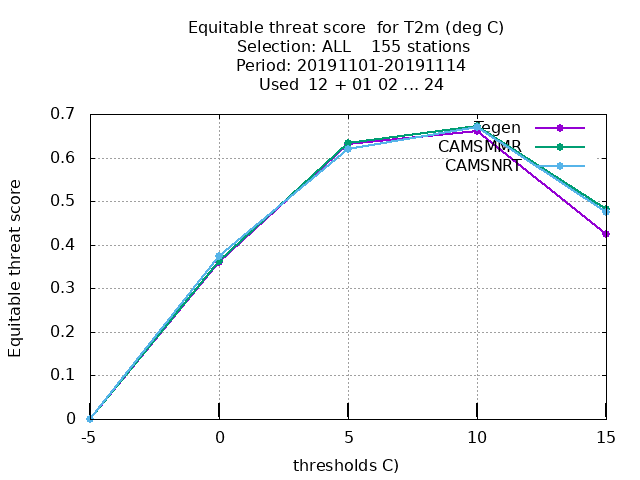 Equitable threat score  for T2m (deg C)
Selection: ALL    155 stations
Period: 20191101-20191114
Used  12 + 01 02 ... 24
Equitable threat score
0.7
0.6
0.5
0.4
0.3
0.2
0.1
0
Tegen
CAMSMMR
CAMSNRT
-5
0
5
10
15
thresholds C)